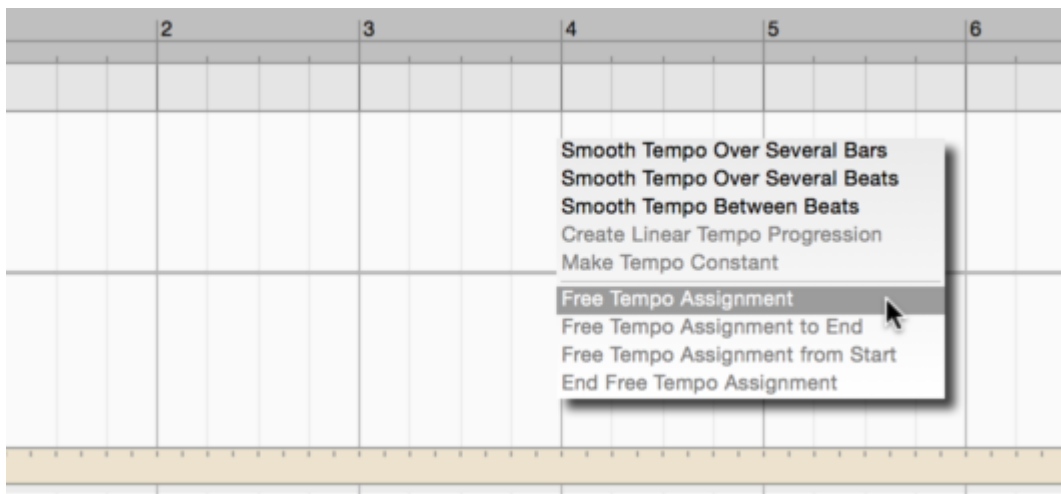 2 3 4 5 6
Smooth Tempo Over Several Bars
Smooth Tempo Over Several Beats
Smooth Tempo Between Beats
Create Linear Tempo Progression
Make Tempo Constant
Free Tempo Assignment
Free Tempo Assignment to End
Free Tempo Assignment from Start
End Free Tempo Assignment